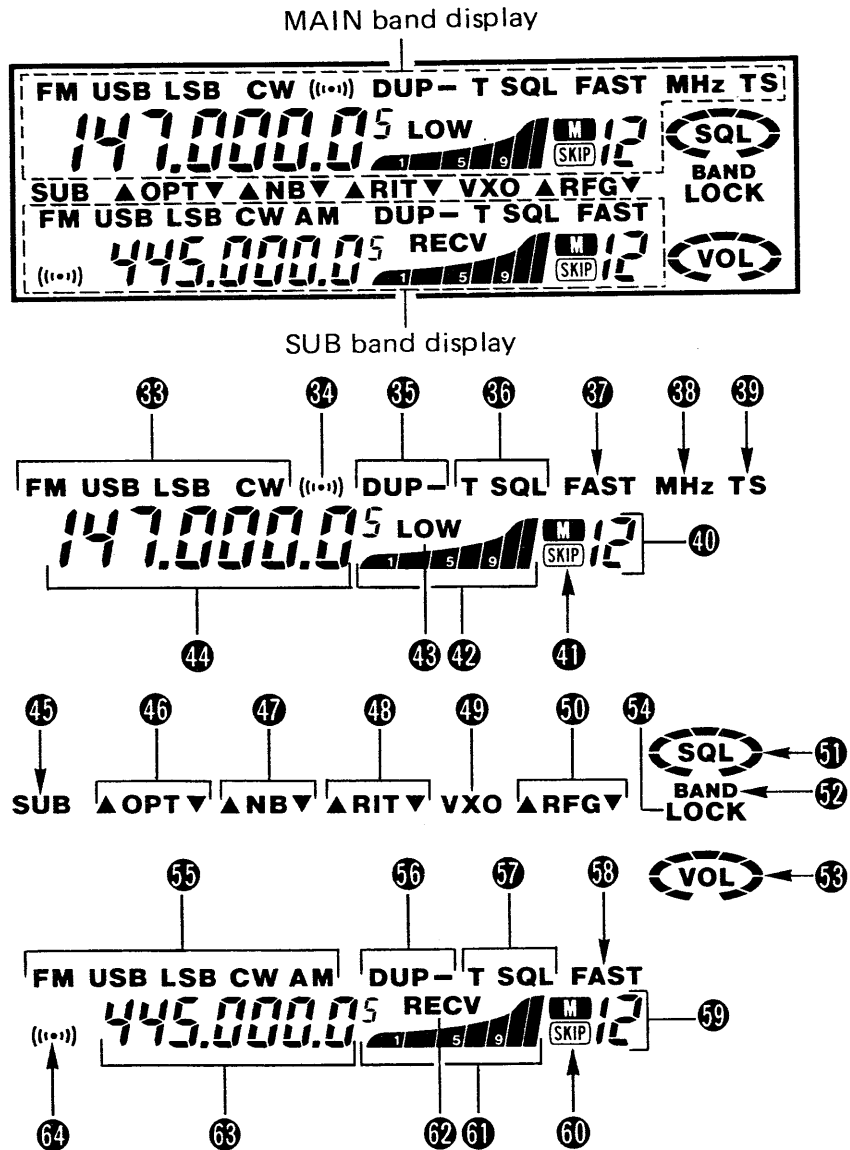 MAIN band display
FM USB LSB CW ((•)) DUP– T SQL FAST MHz TS
147.000.0 5 LOW 1 5 9 M SKIP 12 SQL
BAND
SUB ▲OPT▼ ▲NB▼ ▲RIT▼ VXO ▲RFG▼ LOCK
FM USB LSB CW AM DUP– T SQL FAST
((•)) 445.000.0 5 RECV 1 5 9 M SKIP 12 VOL
SUB band display
33 34 35 36 37 38 39
FM USB LSB CW ((•)) DUP– T SQL FAST MHz TS
147.000.0 5 LOW 1 5 9 M SKIP 12 40
44 43 42 41
45 46 47 48 49 50 54
SQL 51
BAND 52
SUB ▲OPT▼ ▲NB▼ ▲RIT▼ VXO ▲RFG▼ LOCK
VOL 53
55 56 57 58
FM USB LSB CW AM DUP– T SQL FAST
((•)) 445.000.0 5 RECV 1 5 9 M SKIP 12 59
64 63 62 61 60